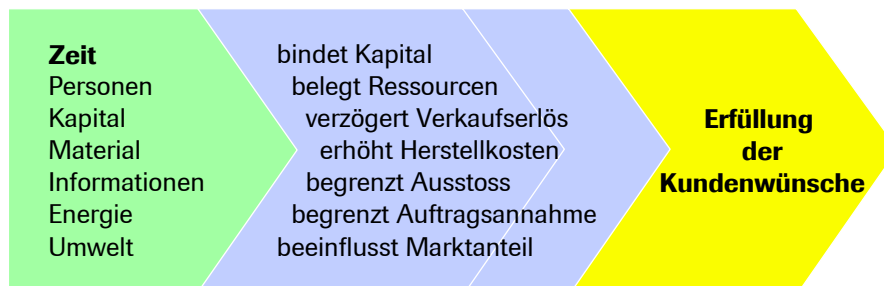 Zeit
Personen
Kapital
Material
Informationen
Energie
Umwelt
bindet Kapital
belegt Ressourcen
verzögert Verkaufserlös
erhöht Herstellkosten
begrenzt Ausstoss
begrenzt Auftragsannahme
beeinflusst Marktanteil
Erfüllung
der
Kundenwünsche